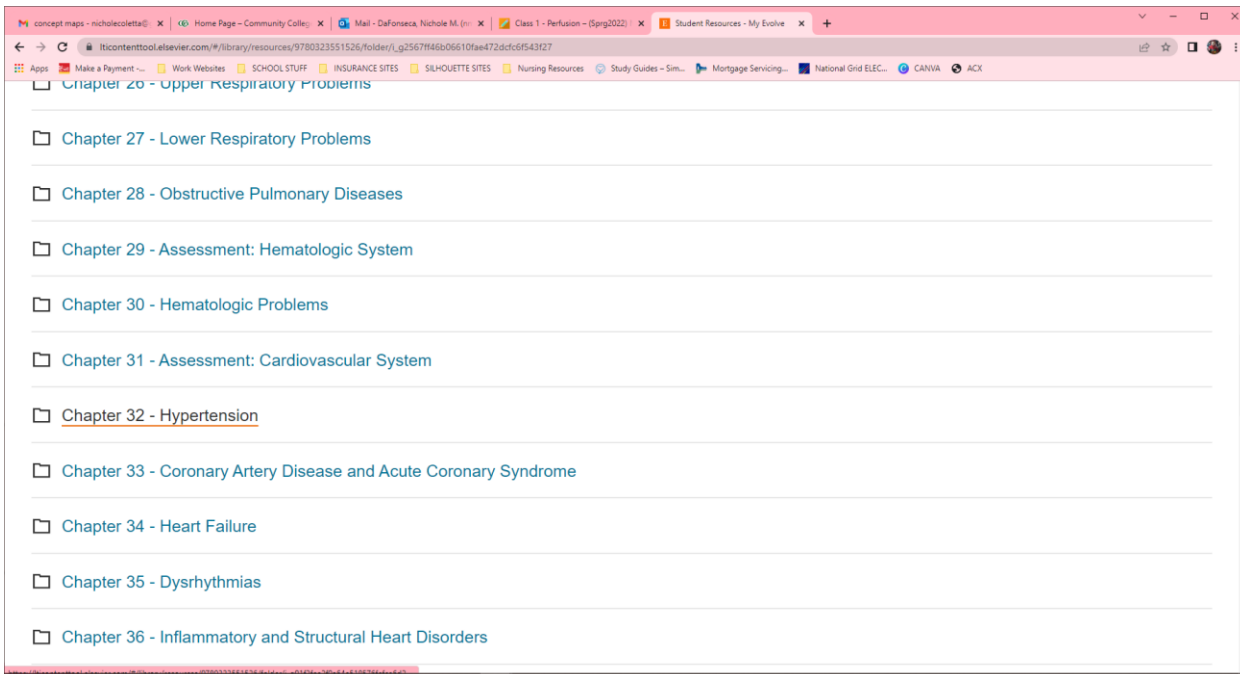 concept maps - nicholecoletta@
Home Page – Community Colleg
Mail - DaFonseca, Nichole M. (nn
Class 1 - Perfusion – (Sprg2022)
Student Resources - My Evolve
lticontenttool.elsevier.com/#/library/resources/9780323551526/folder/i_g2567ff46b06610fae472dcfc6f543f27
Apps
Make a Payment -...
Work Websites
SCHOOL STUFF
INSURANCE SITES
SILHOUETTE SITES
Nursing Resources
Study Guides – Sim...
Mortgage Servicing...
National Grid ELEC...
CANVA
ACX
Chapter 26 - Upper Respiratory Problems
Chapter 27 - Lower Respiratory Problems
Chapter 28 - Obstructive Pulmonary Diseases
Chapter 29 - Assessment: Hematologic System
Chapter 30 - Hematologic Problems
Chapter 31 - Assessment: Cardiovascular System
Chapter 32 - Hypertension
Chapter 33 - Coronary Artery Disease and Acute Coronary Syndrome
Chapter 34 - Heart Failure
Chapter 35 - Dysrhythmias
Chapter 36 - Inflammatory and Structural Heart Disorders